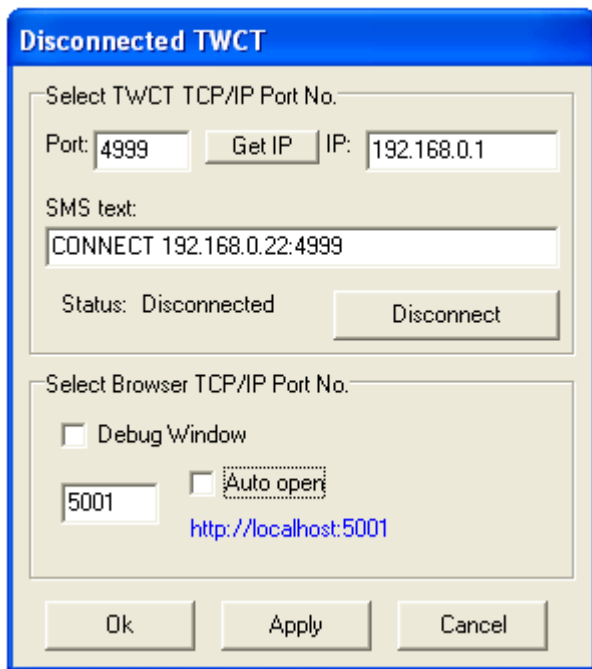 Disconnected TWCT
Select TWCT TCP/IP Port No.
Port: 4999 Get IP IP: 192.168.0.1
SMS text:
CONNECT 192.168.0.22:4999
Status: Disconnected Disconnect
Select Browser TCP/IP Port No.
Debug Window
5001 Auto open
http://localhost:5001
Ok Apply Cancel